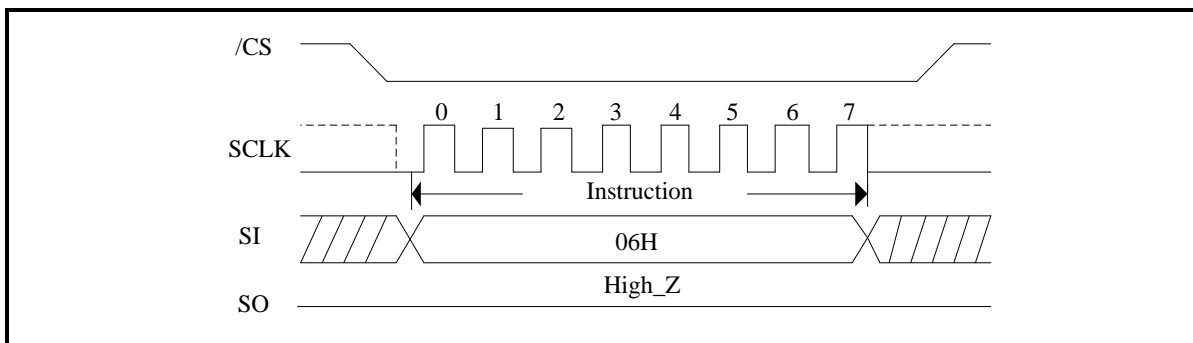 /CS
0 1 2 3 4 5 6 7
SCLK
Instruction
SI
06H
High_Z
SO